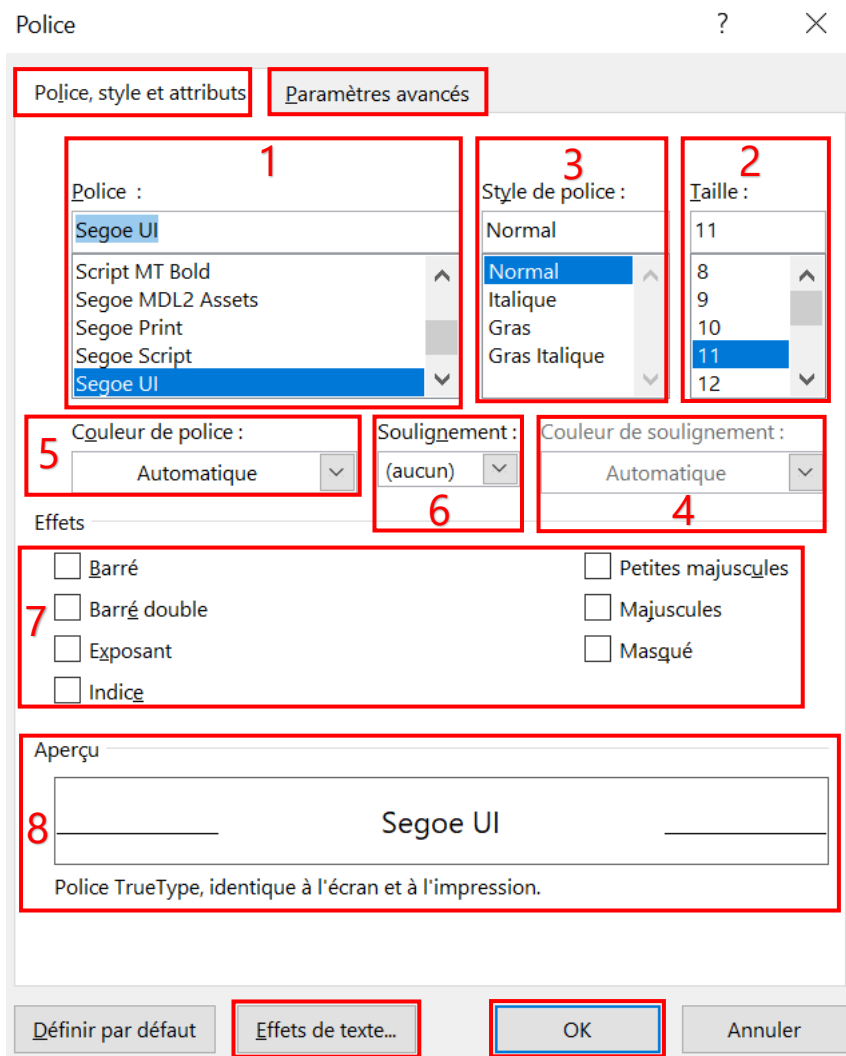 Police ?
Police, style et attributs Paramètres avancés
1 3 2
Police : Style de police : Taille :
Segoe UI Normal 11
Script MT Bold Normal 8
Segoe MDL2 Assets Italique 9
Segoe Print Gras 10
Segoe Script Gras Italique 11
Segoe UI 12
5 Couleur de police : Soulignement : Couleur de soulignement :
Automatique (aucun) Automatique
6 4
Effets
Barré Petites majuscules
7 Barré double Majuscules
Exposant Masqué
Indice
Aperçu
8 Segoe UI
Police TrueType, identique à l'écran et à l'impression.
Définir par défaut Effets de texte... OK Annuler